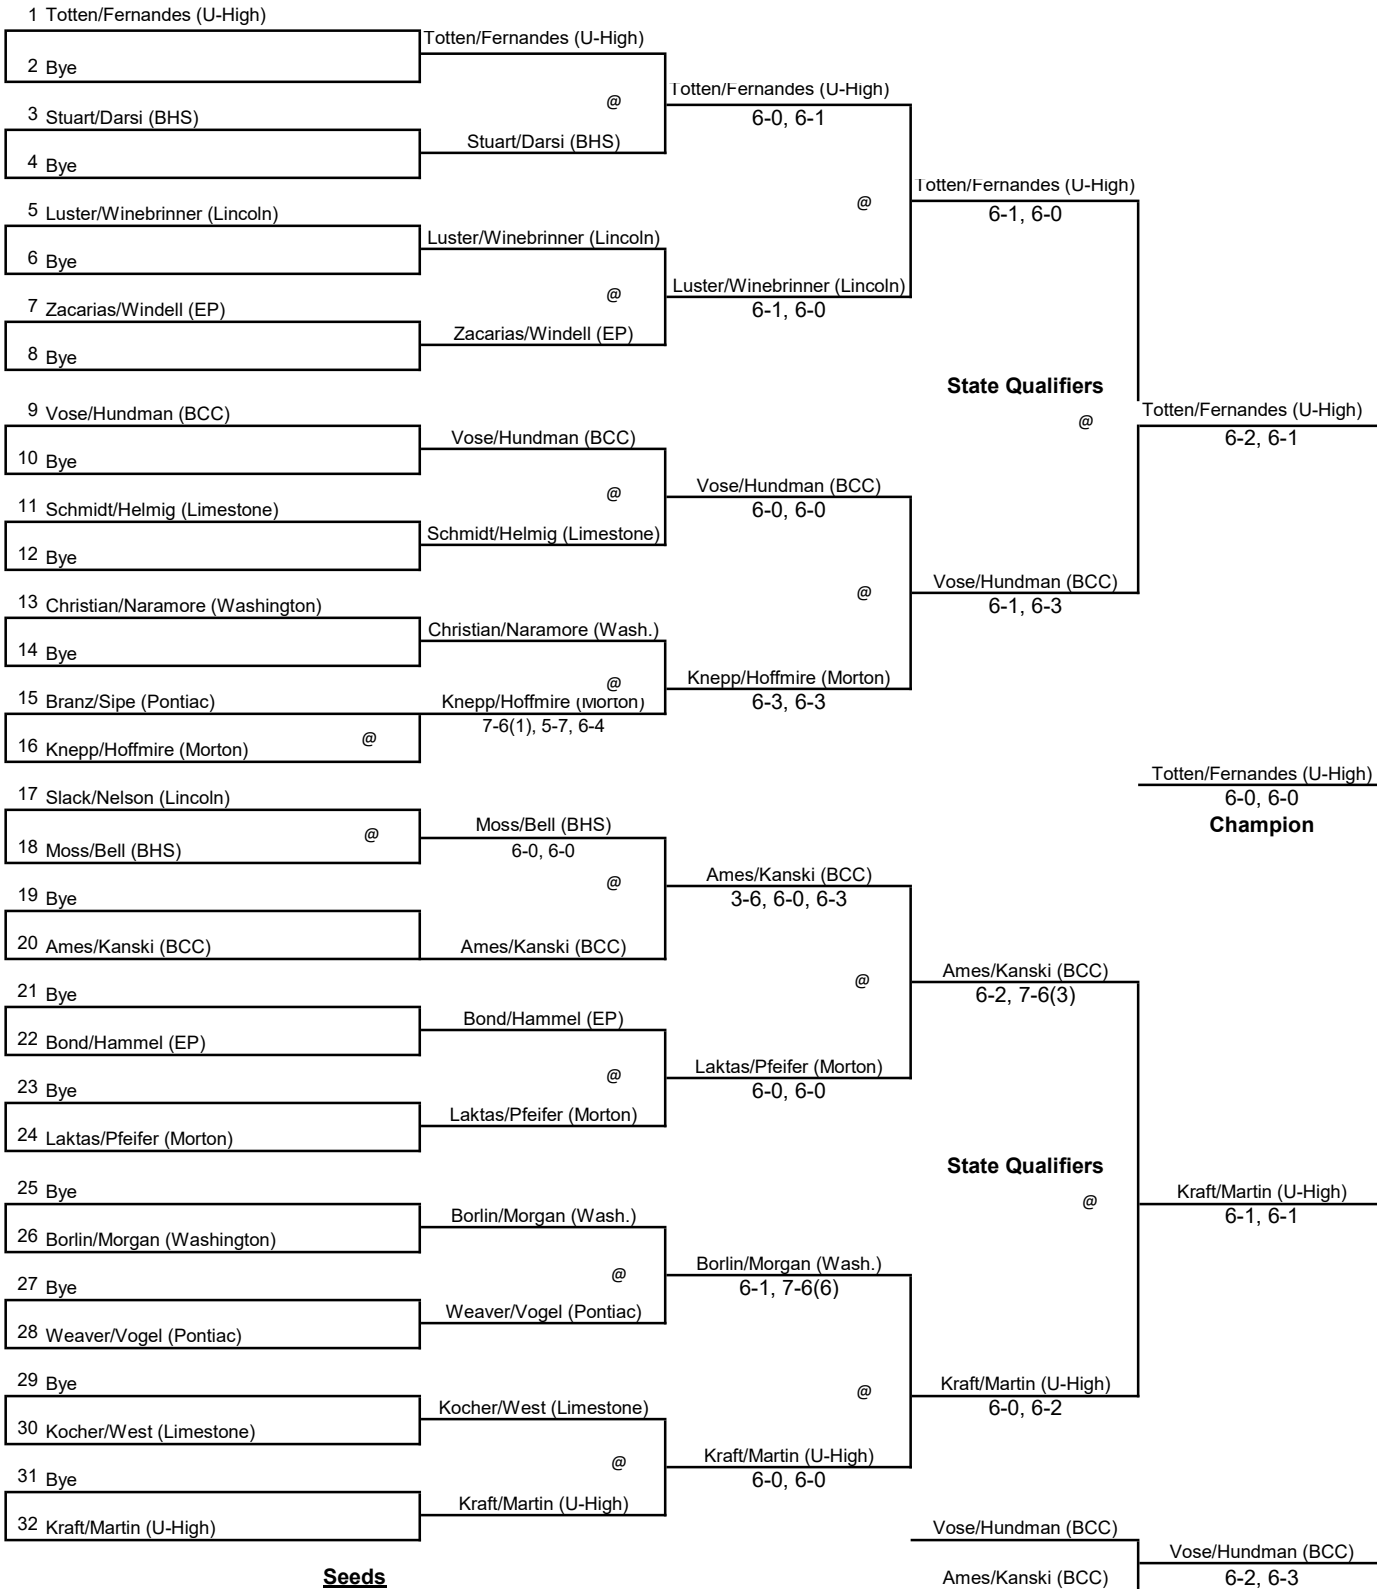 1 Totten/Fernandes (U-High)
2 Bye
3 Stuart/Darsi (BHS)
4 Bye
5 Luster/Winebrinner (Lincoln)
6 Bye
7 Zacarias/Windell (EP)
8 Bye
9 Vose/Hundman (BCC)
10 Bye
11 Schmidt/Helmig (Limestone)
12 Bye
13 Christian/Naramore (Washington)
14 Bye
15 Branz/Sipe (Pontiac)
16 Knepp/Hoffmire (Morton)
@
17 Slack/Nelson (Lincoln)
@
18 Moss/Bell (BHS)
19 Bye
20 Ames/Kanski (BCC)
21 Bye
22 Bond/Hammel (EP)
23 Bye
24 Laktas/Pfeifer (Morton)
25 Bye
26 Borlin/Morgan (Washington)
27 Bye
28 Weaver/Vogel (Pontiac)
29 Bye
30 Kocher/West (Limestone)
31 Bye
32 Kraft/Martin (U-High)
Seeds
Totten/Fernandes (U-High)
@
Stuart/Darsi (BHS)
Luster/Winebrinner (Lincoln)
@
Zacarias/Windell (EP)
Vose/Hundman (BCC)
@
Schmidt/Helmig (Limestone)
Christian/Naramore (Wash.)
@
Knepp/Hoffmire (Morton)
7-6(1), 5-7, 6-4
Moss/Bell (BHS)
6-0, 6-0
@
Ames/Kanski (BCC)
Bond/Hammel (EP)
@
Laktas/Pfeifer (Morton)
Borlin/Morgan (Wash.)
@
Weaver/Vogel (Pontiac)
Kocher/West (Limestone)
@
Kraft/Martin (U-High)
Totten/Fernandes (U-High)
6-0, 6-1
@
Luster/Winebrinner (Lincoln)
6-1, 6-0
Vose/Hundman (BCC)
6-0, 6-0
@
Knepp/Hoffmire (Morton)
6-3, 6-3
Ames/Kanski (BCC)
3-6, 6-0, 6-3
@
Laktas/Pfeifer (Morton)
6-0, 6-0
Borlin/Morgan (Wash.)
6-1, 7-6(6)
@
Kraft/Martin (U-High)
6-0, 6-0
Totten/Fernandes (U-High)
6-1, 6-0
State Qualifiers
@
Vose/Hundman (BCC)
6-1, 6-3
Ames/Kanski (BCC)
6-2, 7-6(3)
State Qualifiers
@
Kraft/Martin (U-High)
6-0, 6-2
Vose/Hundman (BCC)
Ames/Kanski (BCC)
Totten/Fernandes (U-High)
6-2, 6-1
Totten/Fernandes (U-High)
6-0, 6-0
Champion
Kraft/Martin (U-High)
6-1, 6-1
Vose/Hundman (BCC)
6-2, 6-3